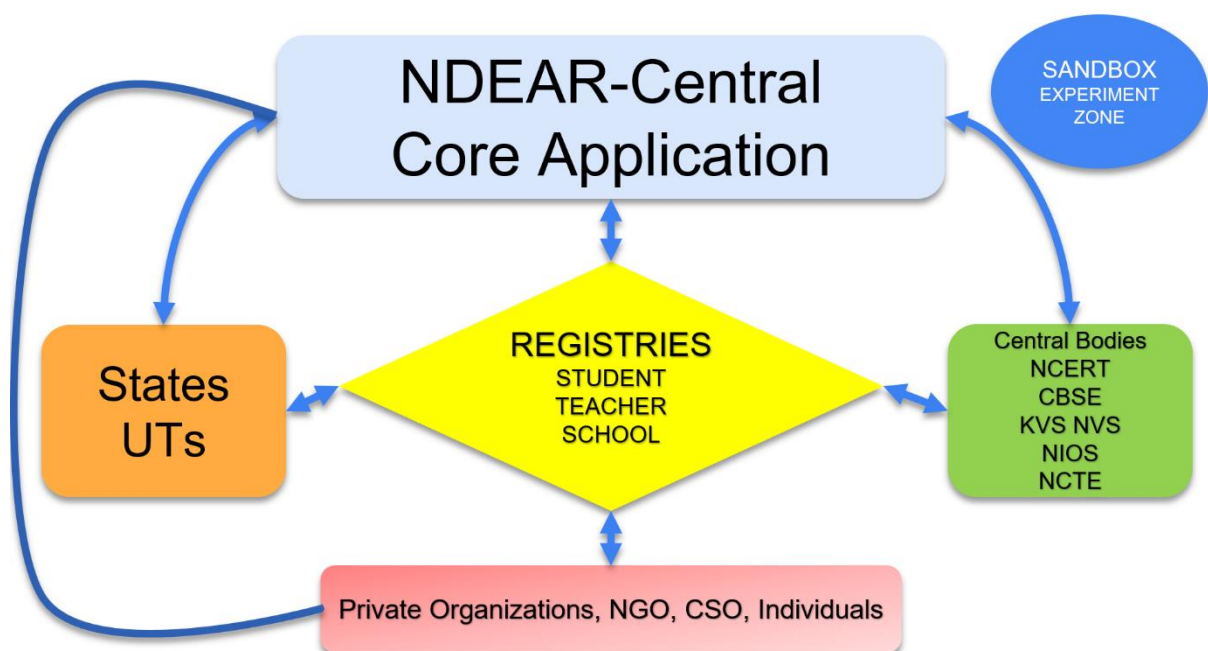 NDEAR-Central
Core Application
SANDBOX
EXPERIMENT
ZONE
States
UTs
REGISTRIES
STUDENT
TEACHER
SCHOOL
Central Bodies
NCERT
CBSE
KVS NVS
NIOS
NCTE
Private Organizations, NGO, CSO, Individuals